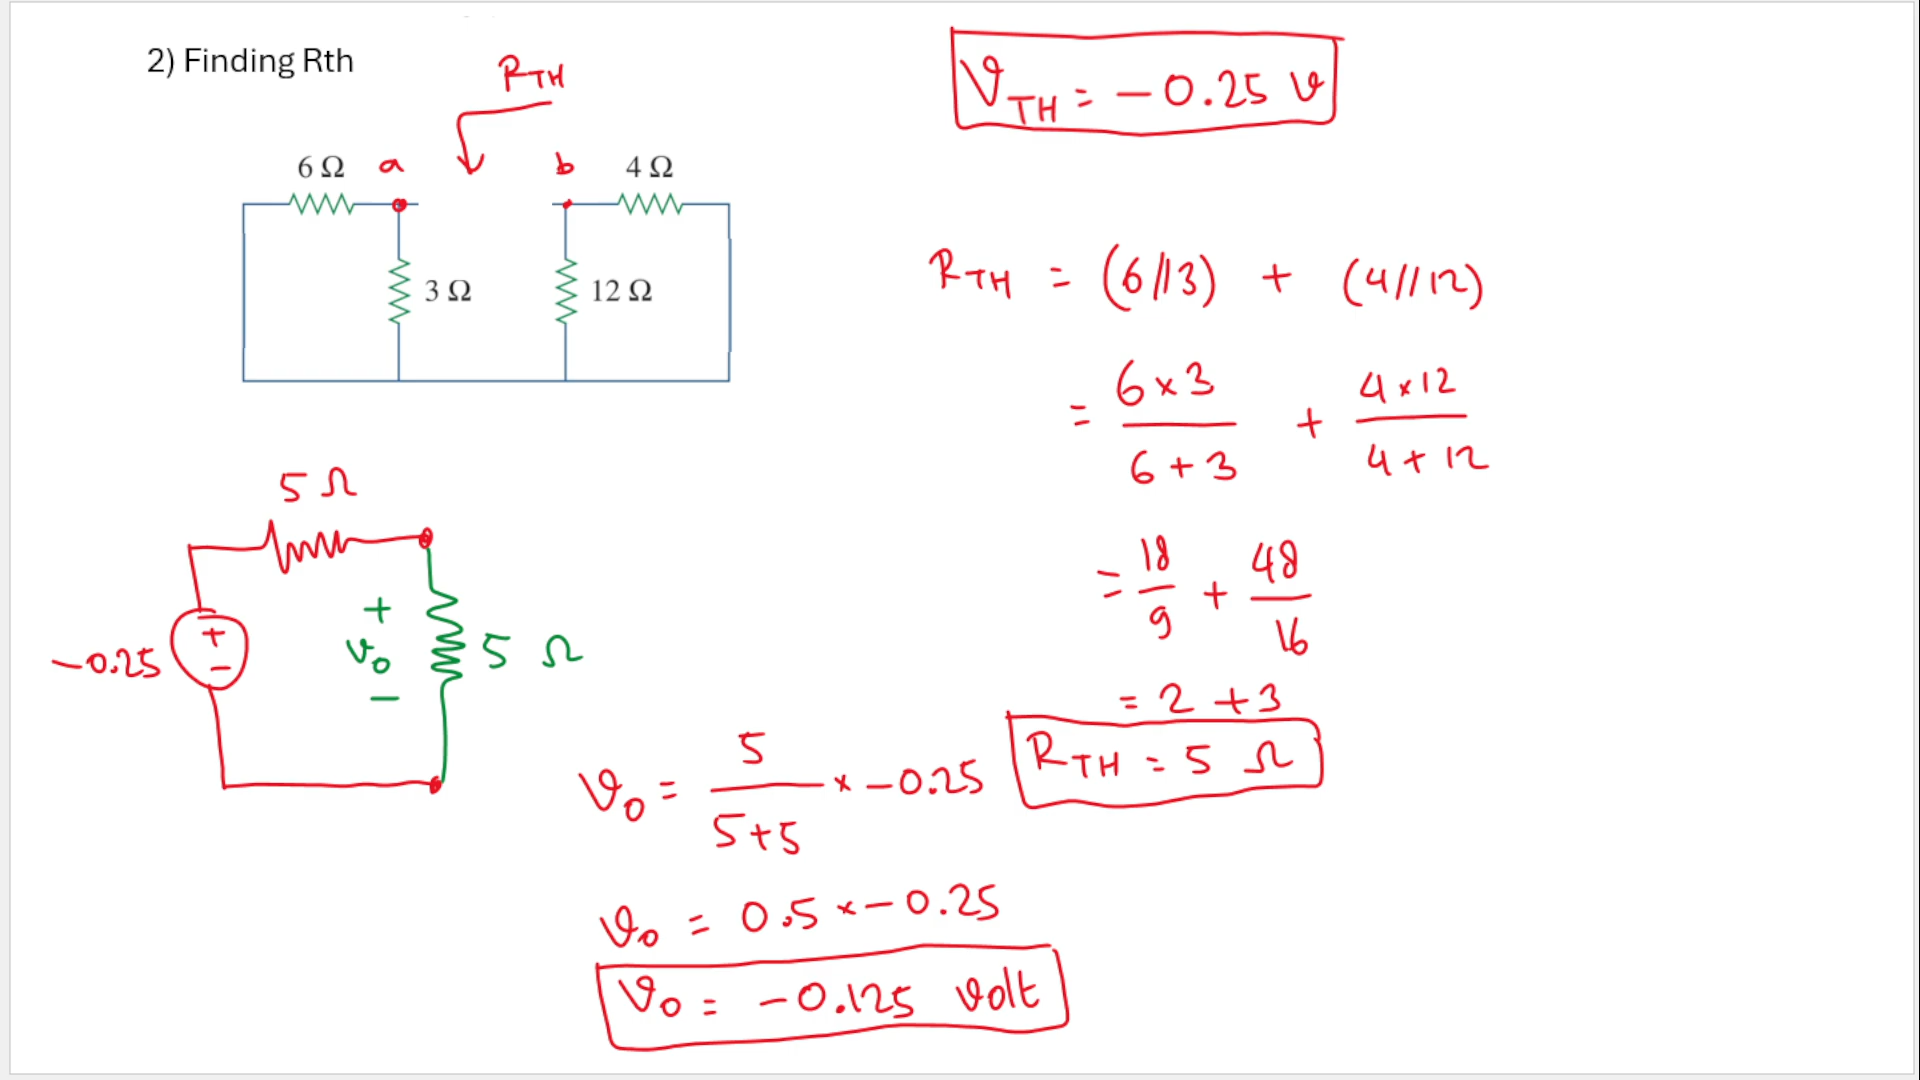 2) Finding Rth
RTH
VTH = -0.25 v
6 Ω a b 4 Ω
3 Ω 12 Ω
RTH = (6//3) + (4//12)
= 6×3 / 6+3 + 4×12 / 4+12
= 18/9 + 48/16
= 2 + 3
RTH = 5 Ω
5 Ω
-0.25
+
-
+
vo
-
5 Ω
vo = 5 / 5+5 × -0.25
vo = 0.5 × -0.25
vo = -0.125 volt